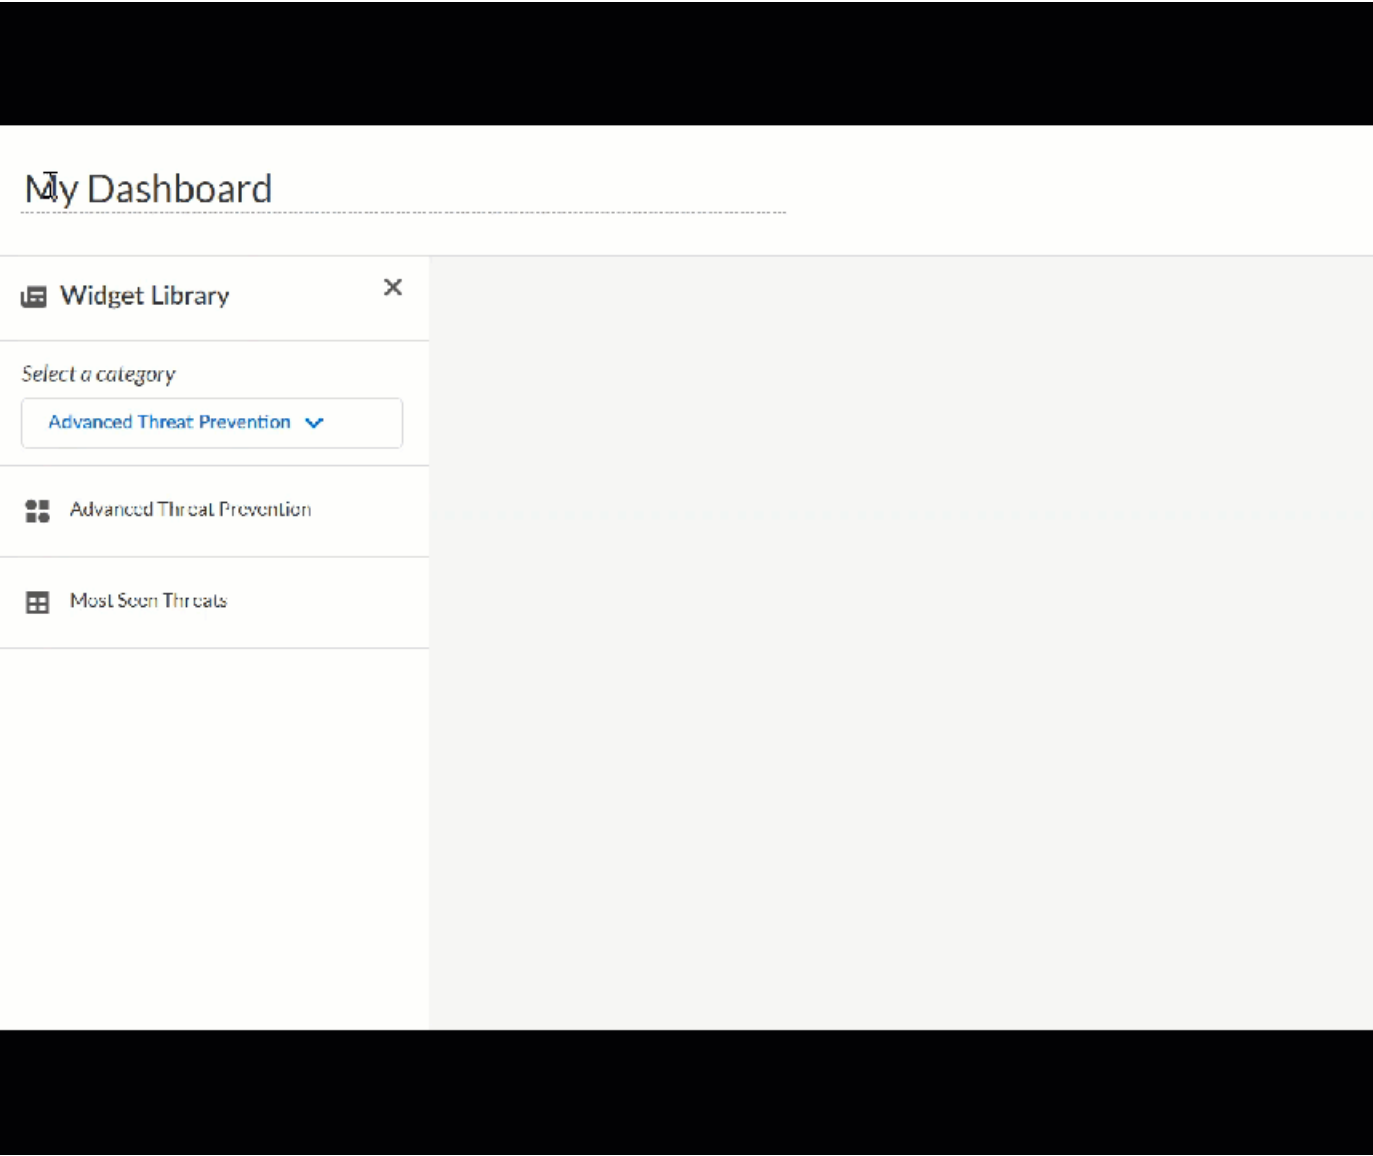 My Dashboard
Widget Library
Select a category
Advanced Threat Prevention
Advanced Threat Prevention
Most Seen Threats